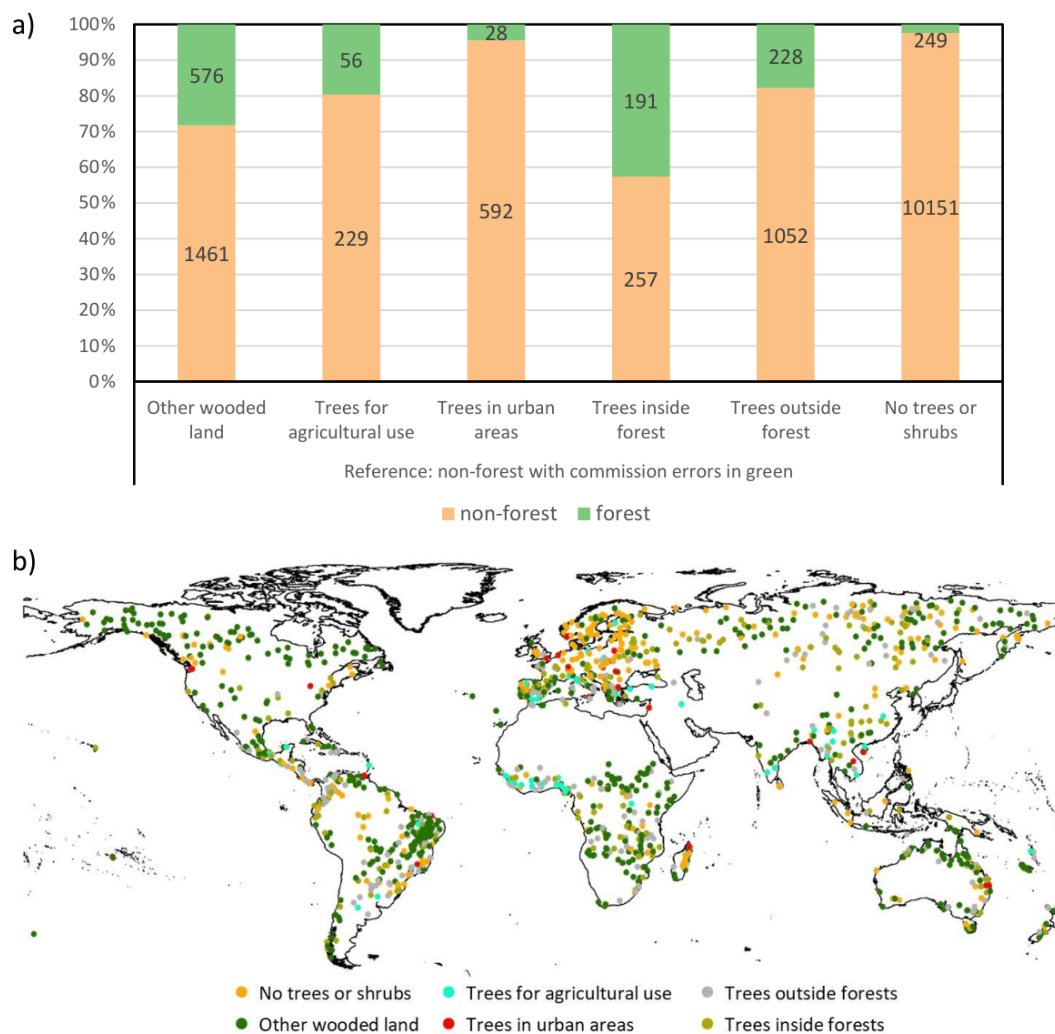 a)
100%
90%
80%
70%
60%
50%
40%
30%
20%
10%
0%
576
56
28
191
228
249
1461
229
592
257
1052
10151
Other wooded land
Trees for agricultural use
Trees in urban areas
Trees inside forest
Trees outside forest
No trees or shrubs
Reference: non-forest with commission errors in green
non-forest forest
b)
No trees or shrubs Trees for agricultural use Trees outside forests
Other wooded land Trees in urban areas Trees inside forests